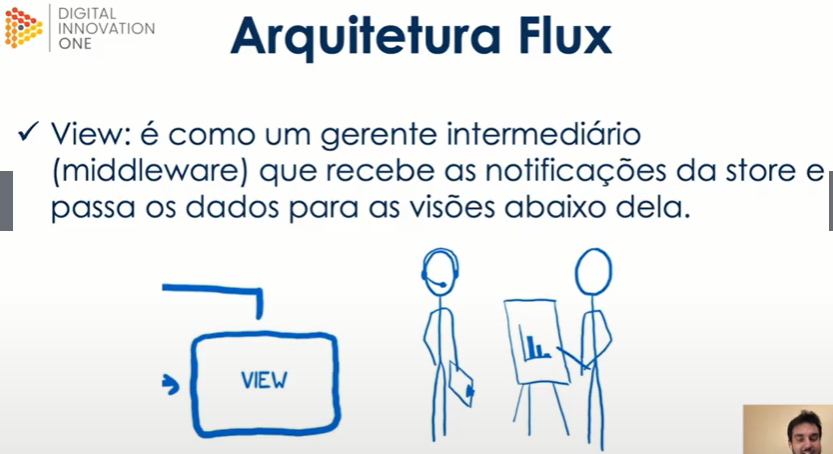 DIGITAL
INNOVATION
ONE
Arquitetura Flux
✓ View: é como um gerente intermediário
(middleware) que recebe as notificações da store e
passa os dados para as visões abaixo dela.
VIEW